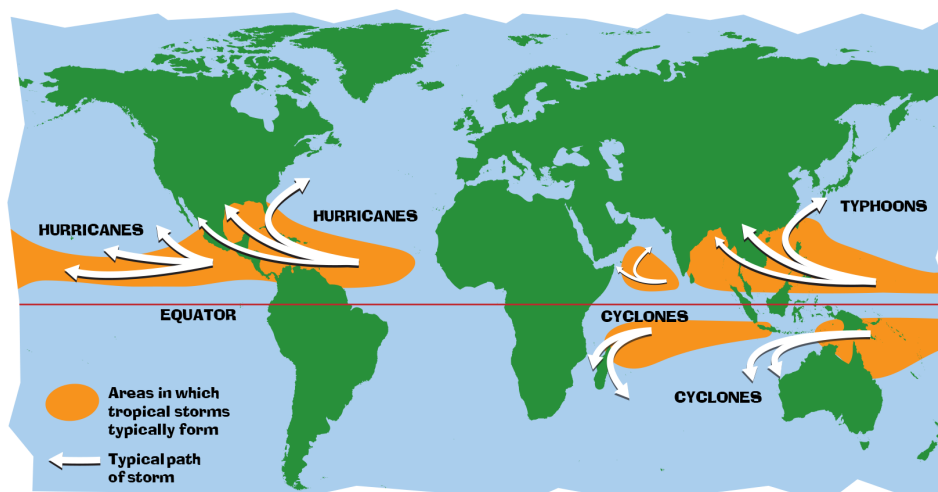 HURRICANES
HURRICANES
TYPHOONS
EQUATOR
CYCLONES
CYCLONES
Areas in which
tropical storms
typically form
Typical path
of storm